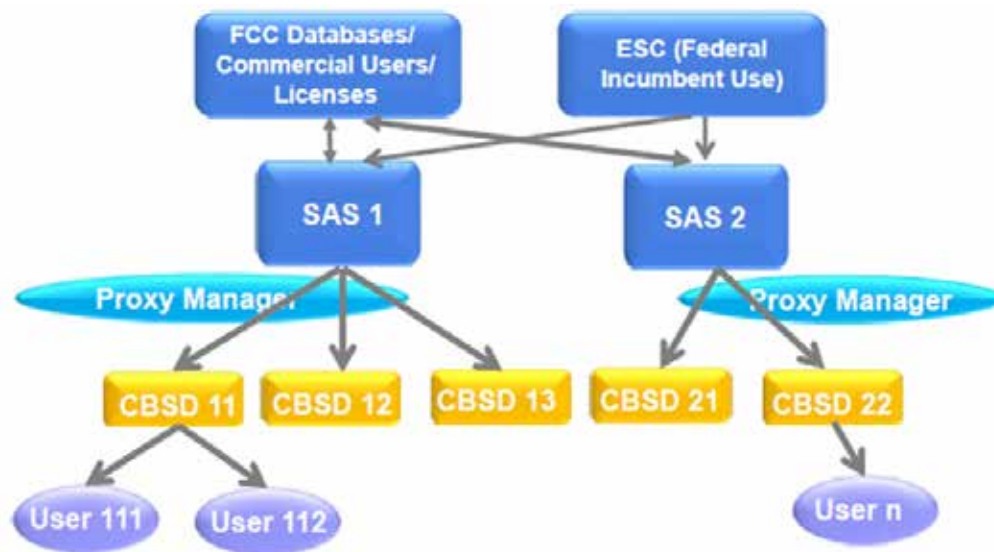 FCC Databases/
Commercial Users/
Licenses
ESC (Federal
Incumbent Use)
SAS 1
SAS 2
Proxy Manager
Proxy Manager
CBSD 11
CBSD 12
CBSD 13
CBSD 21
CBSD 22
User 111
User 112
User n